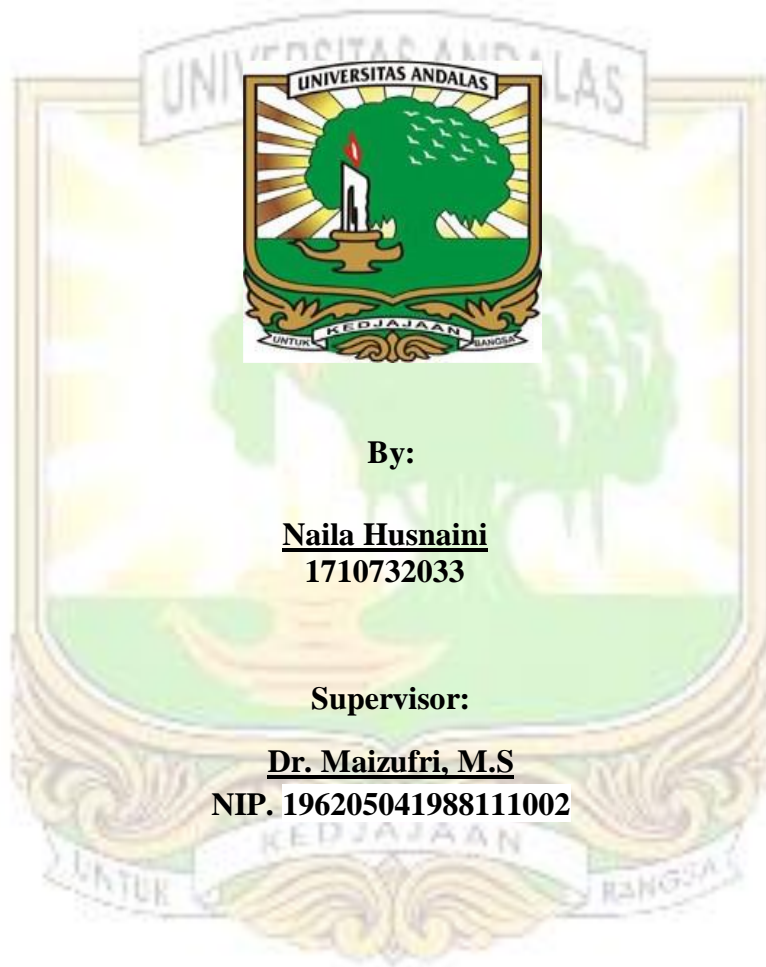 UNIVERSITAS ANDALAS
UNIVERSITAS ANDALAS
UNTUK KEDJAJAAN BANGSA
By:
Naila Husnaini
1710732033
Supervisor:
Dr. Maizufri, M.S
NIP. 196205041988111002
KEDJAJAAN
UNTUK BANGSA